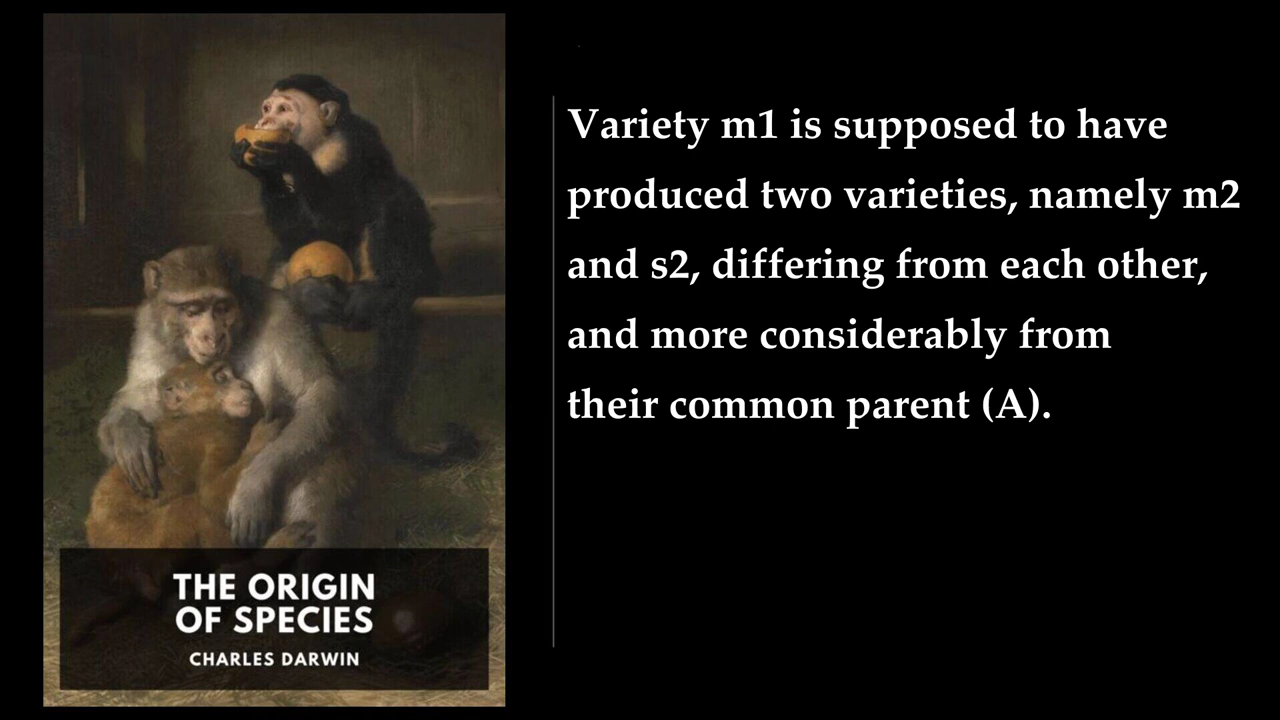 THE ORIGIN
OF SPECIES
CHARLES DARWIN
Variety m1 is supposed to have
produced two varieties, namely m2
and s2, differing from each other,
and more considerably from
their common parent (A).